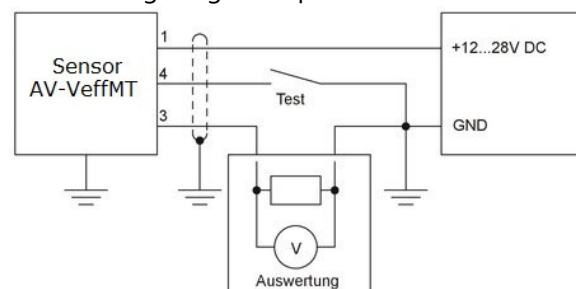 Sensor
AV-VeffMT
1
4
3
Test
+12...28V DC
GND
V
Auswertung